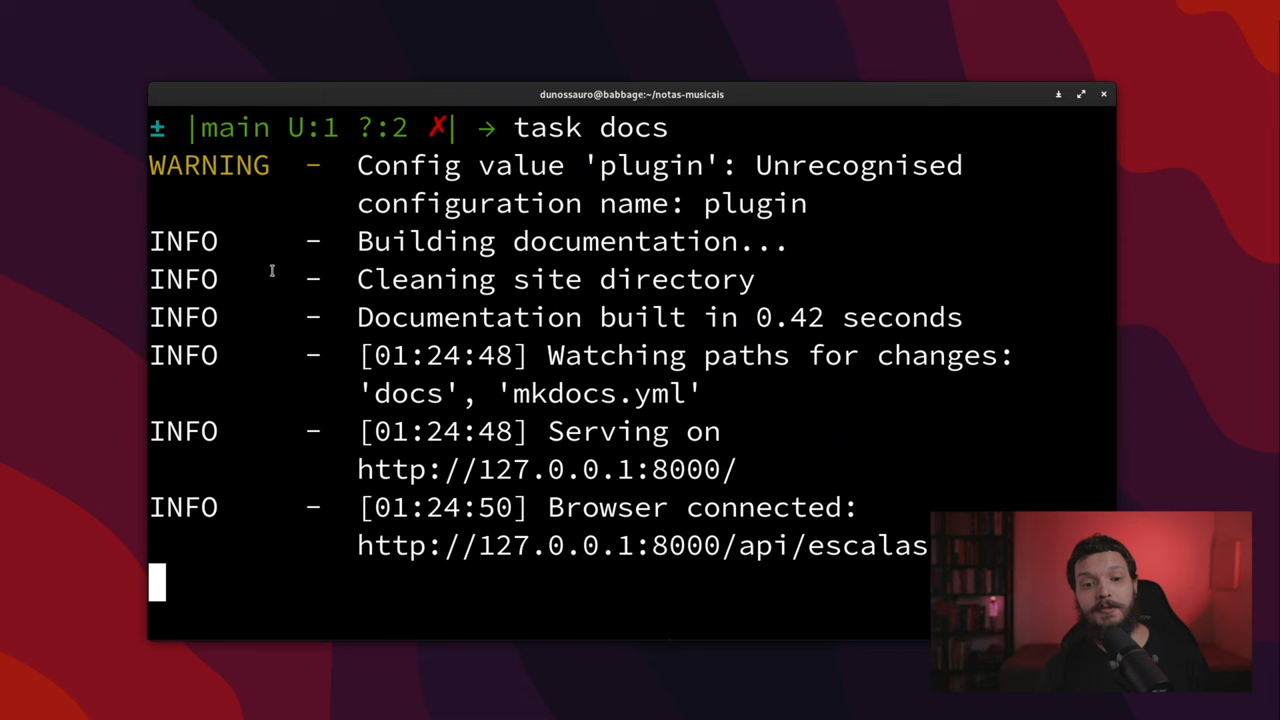 dunossauro@babbage:~/notas-musicais
± |main U:1 ?:2 ✗| → task docs
WARNING - Config value 'plugin': Unrecognised
configuration name: plugin
INFO - Building documentation...
INFO - Cleaning site directory
INFO - Documentation built in 0.42 seconds
INFO - [01:24:48] Watching paths for changes:
'docs', 'mkdocs.yml'
INFO - [01:24:48] Serving on
http://127.0.0.1:8000/
INFO - [01:24:50] Browser connected:
http://127.0.0.1:8000/api/escalas